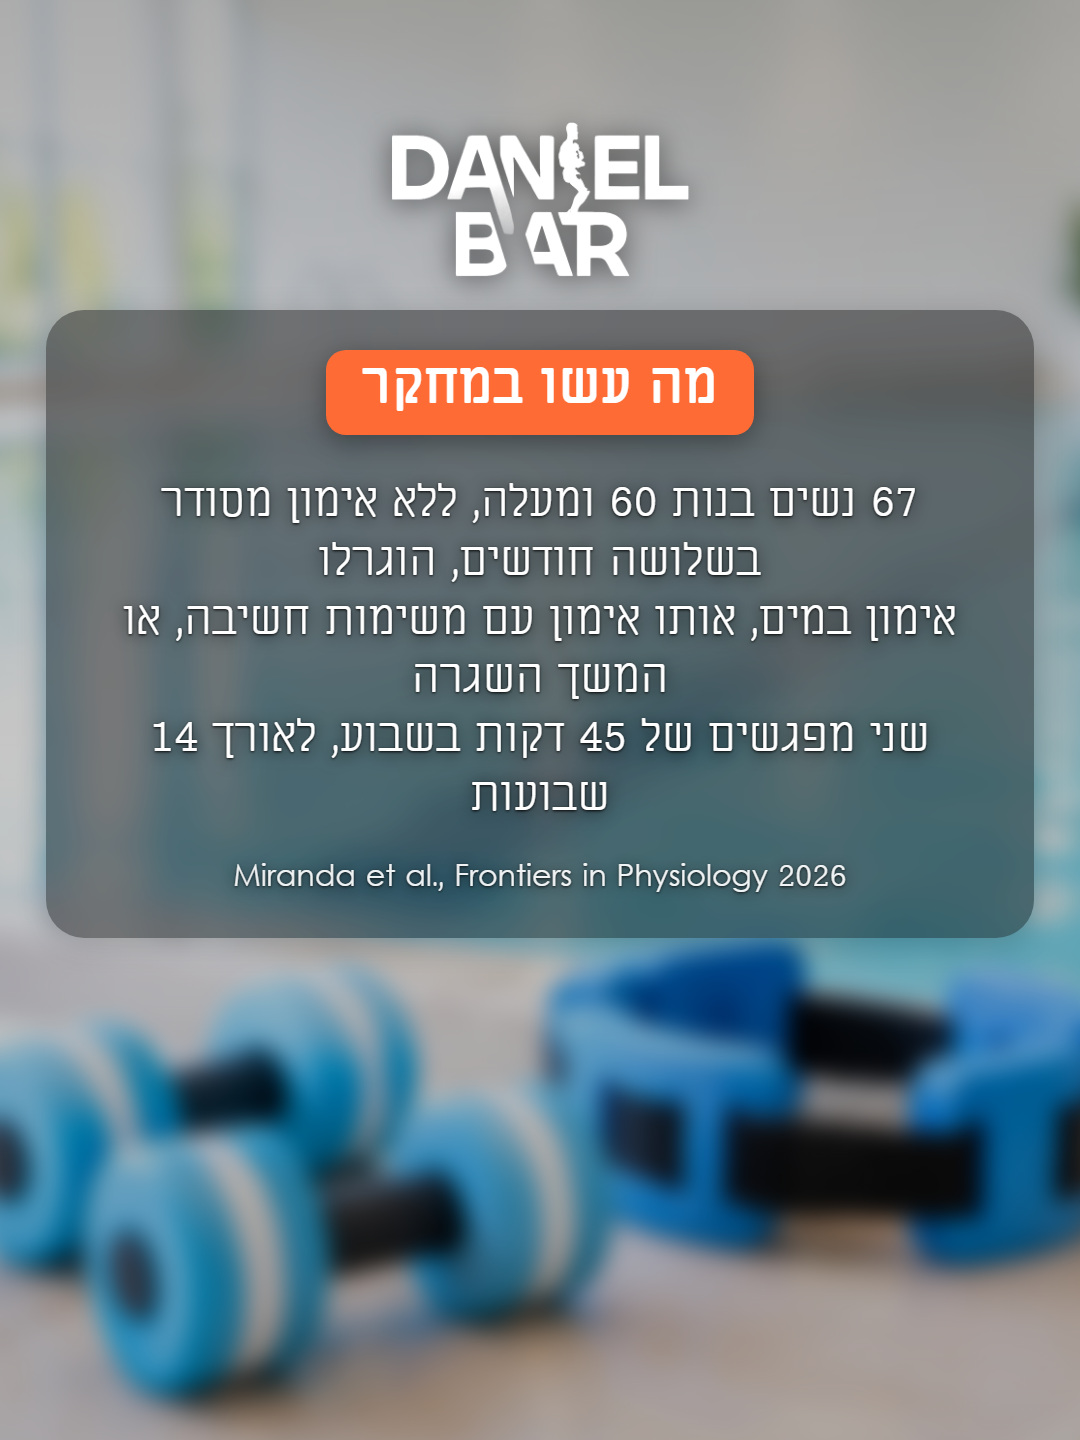 DANIEL
BAR
מה עשו במחקר
67 נשים בנות 60 ומעלה, ללא אימון מסודר
בשלושה חודשים, הוגרלו
אימון במים, אותו אימון עם משימות חשיבה, או
המשך השגרה
שני מפגשים של 45 דקות בשבוע, לאורך 14
שבועות
Miranda et al., Frontiers in Physiology 2026